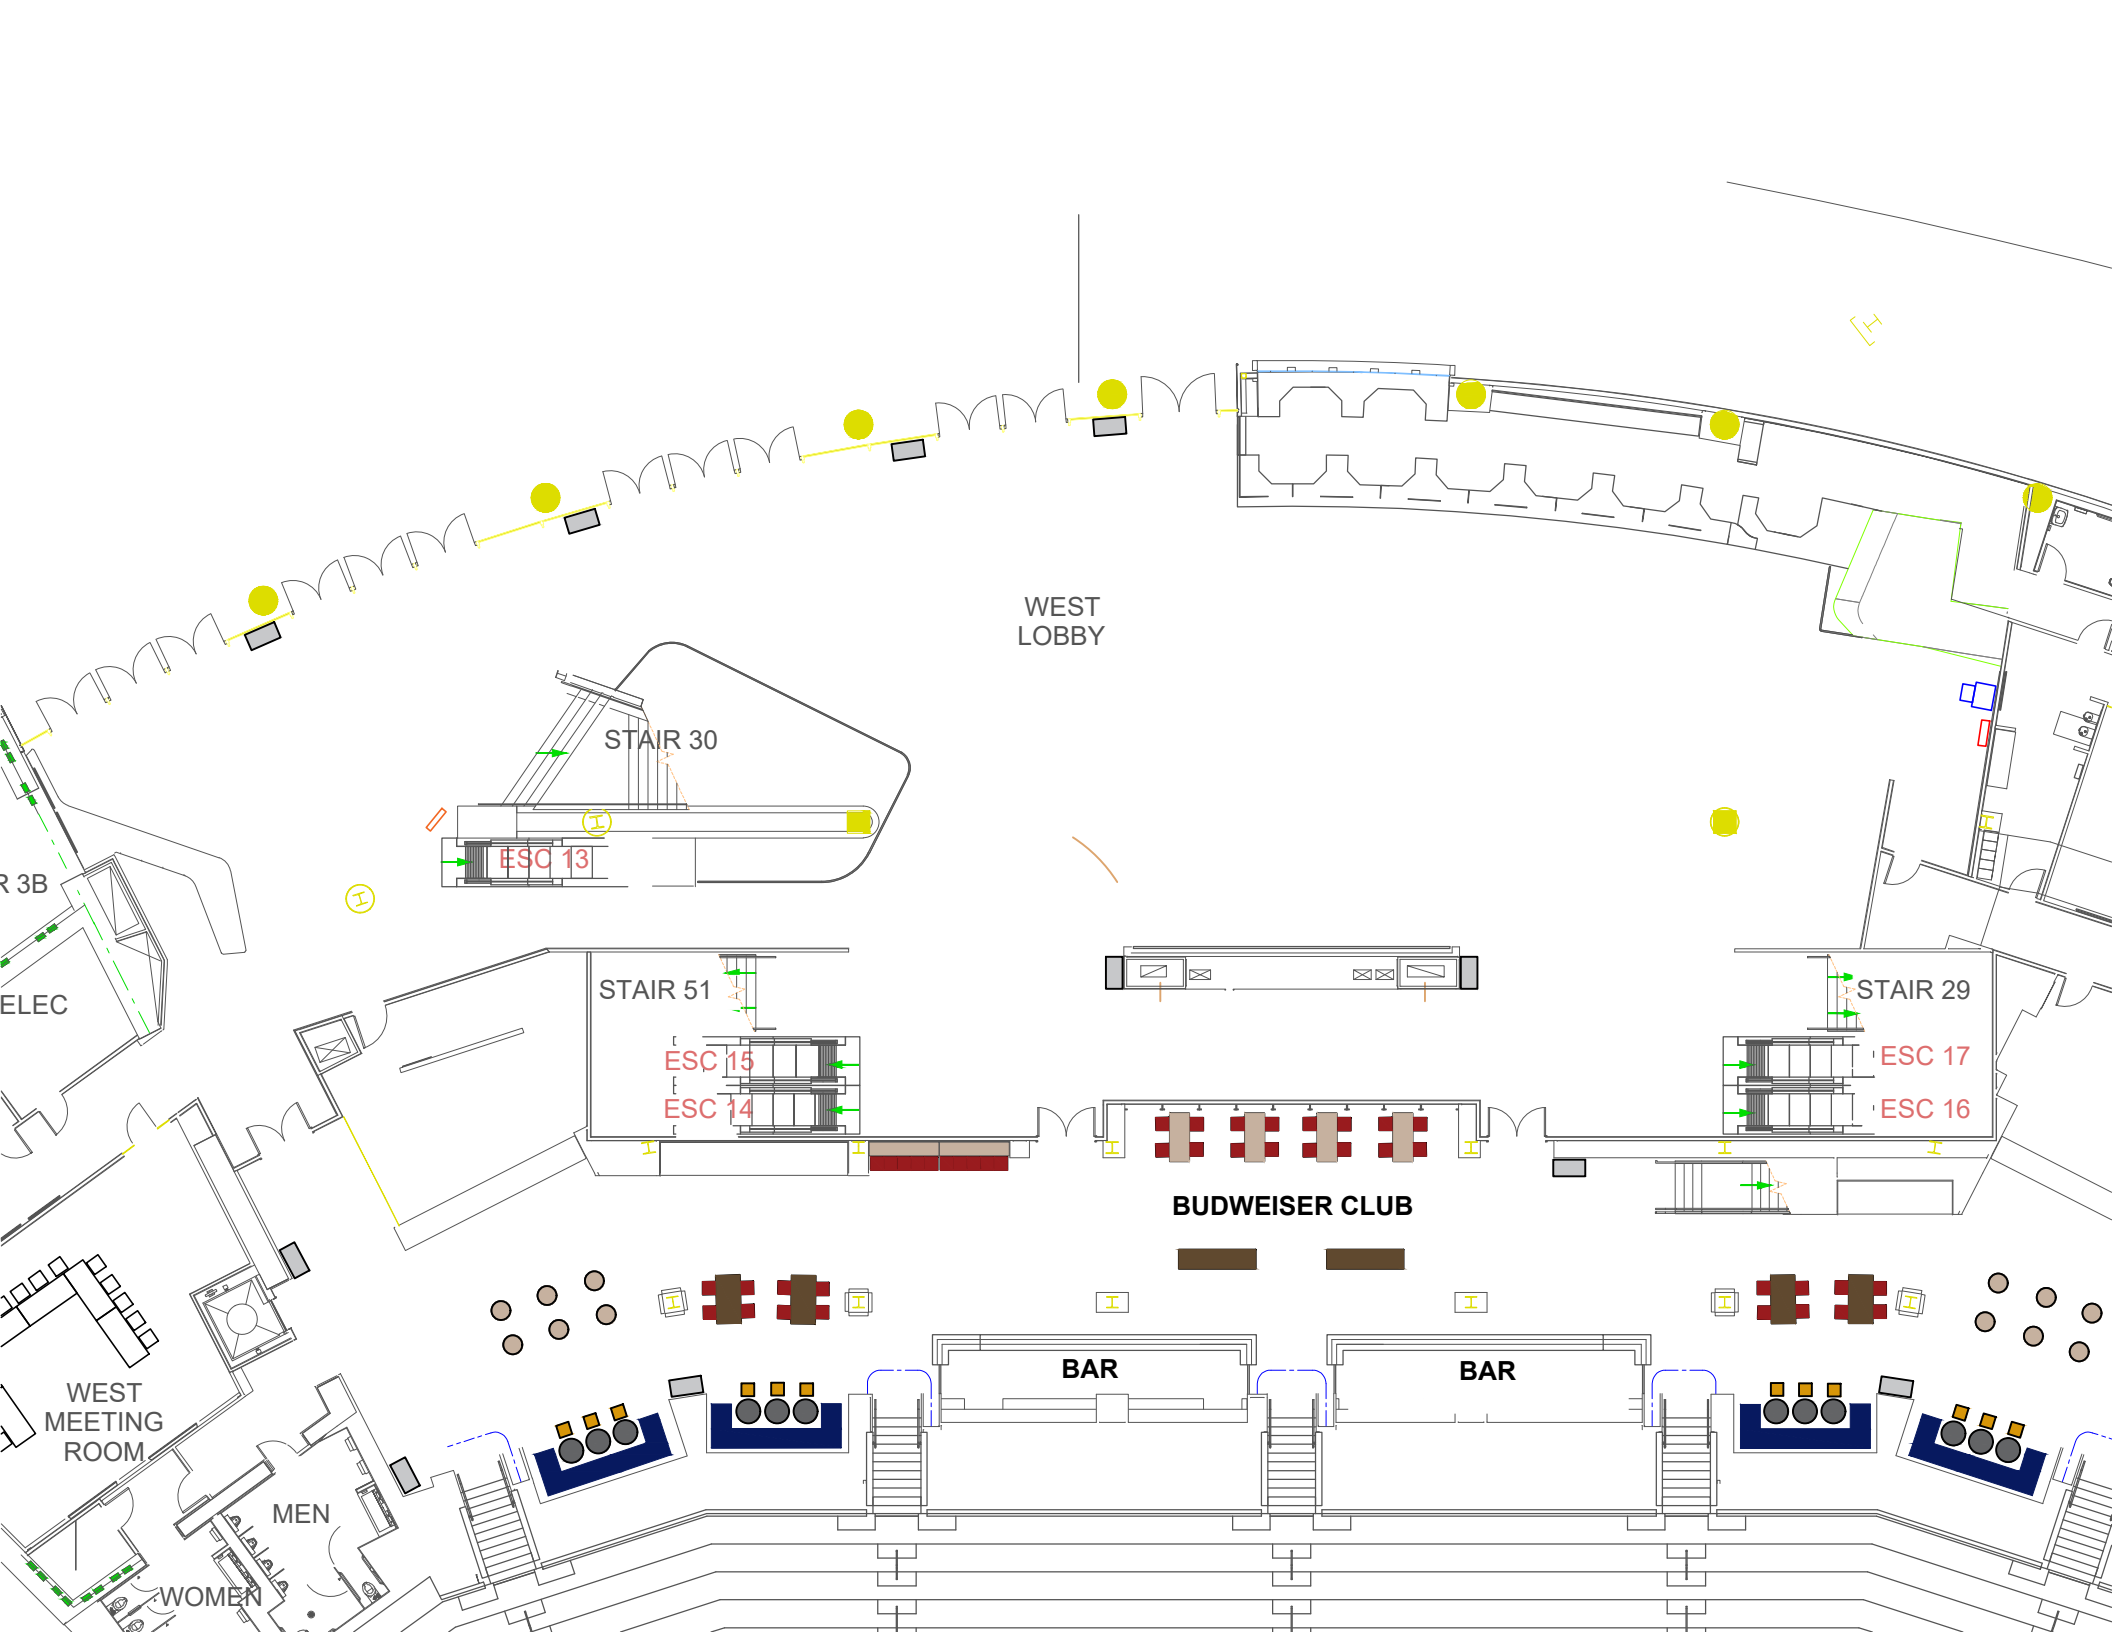 WEST
LOBBY
STAIR 30
ESC 13
R 3B
ELEC
STAIR 51
STAIR 29
ESC 15
ESC 17
ESC 14
ESC 16
BUDWEISER CLUB
BAR
BAR
WEST
MEETING
ROOM
MEN
WOMEN